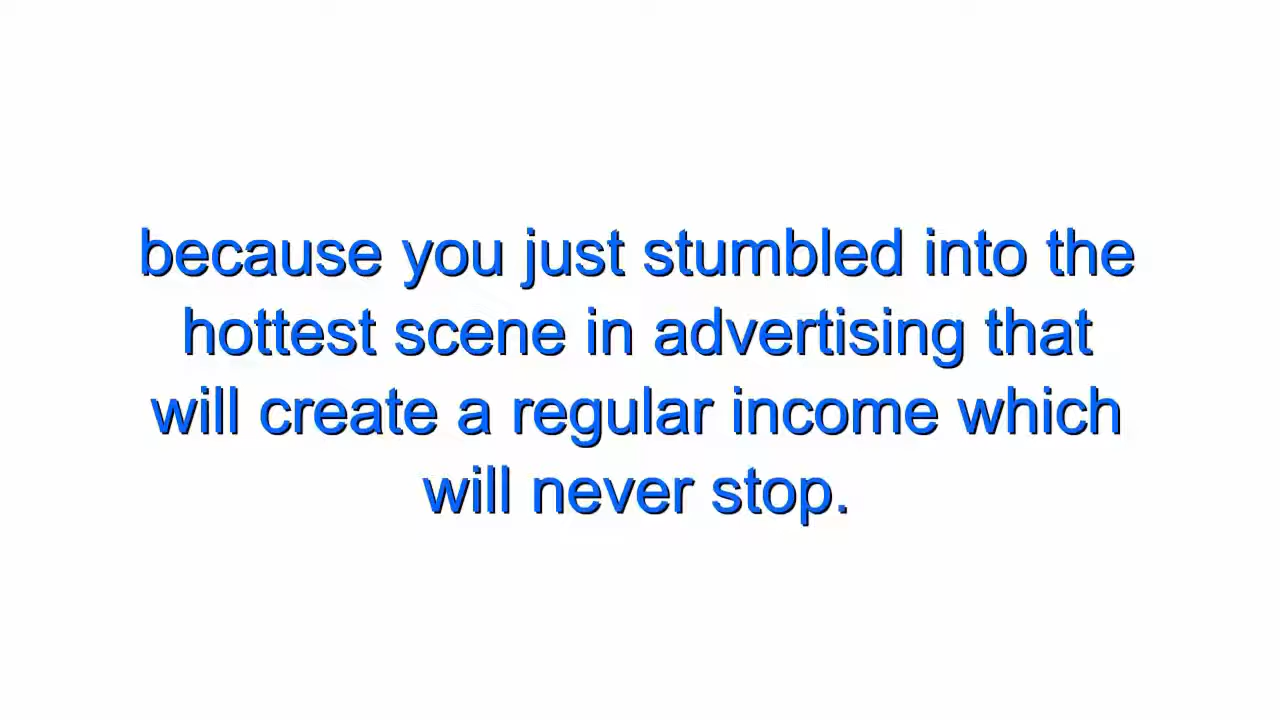 because you just stumbled into the
hottest scene in advertising that
will create a regular income which
will never stop.